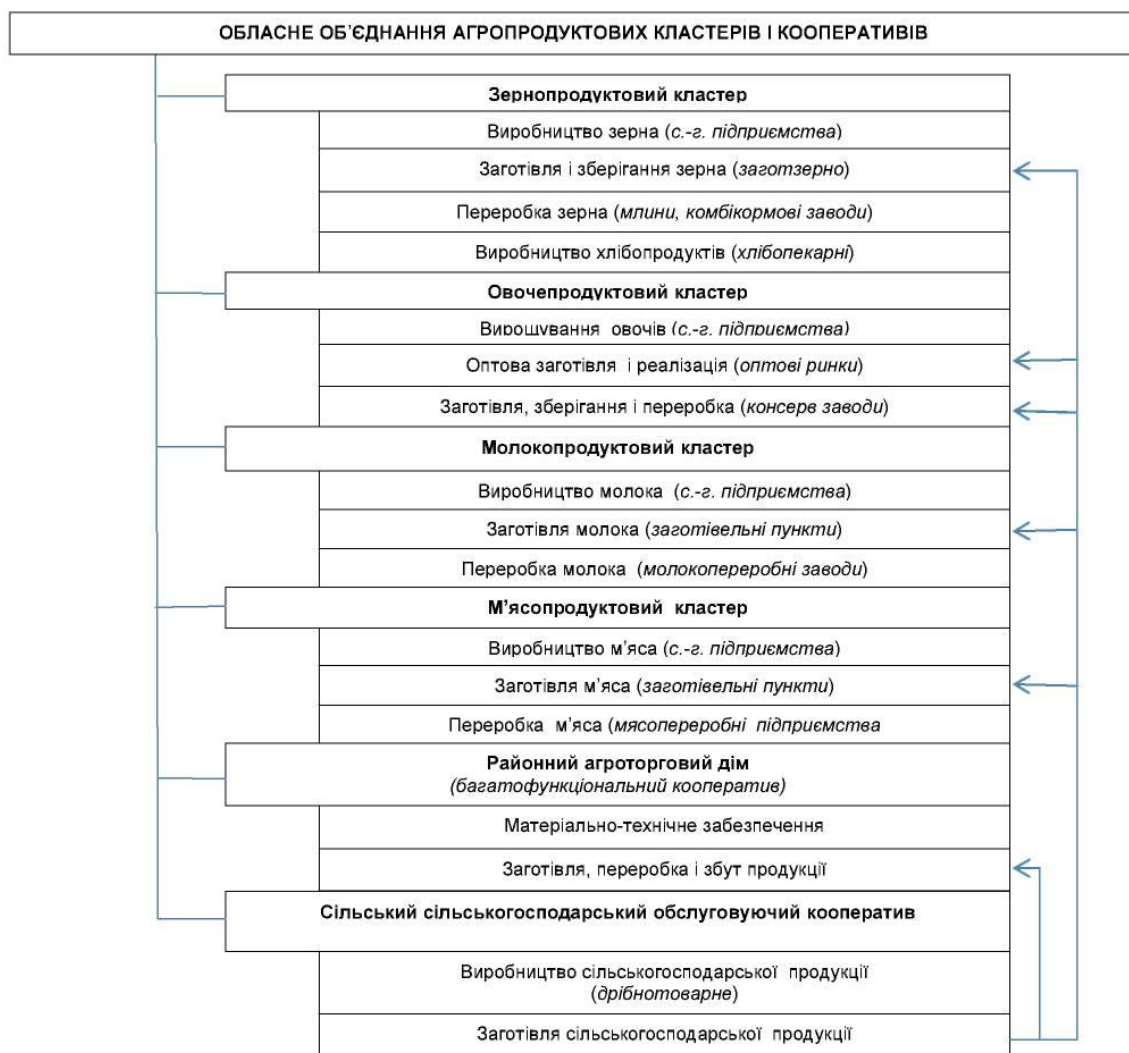 ОБЛАСНЕ ОБ’ЄДНАННЯ АГРОПРОДУКТОВИХ КЛАСТЕРІВ І КООПЕРАТИВІВ
Зернопродуктовий кластер
Виробництво зерна (с.-г. підприємства)
Заготівля і зберігання зерна (заготзерно)
Переробка зерна (млини, комбікормові заводи)
Виробництво хлібопродуктів (хлібопекарні)
Овочепродуктовий кластер
Вирощування овочів (с.-г. підприємства)
Оптова заготівля і реалізація (оптові ринки)
Заготівля, зберігання і переробка (консерв заводи)
Молокопродуктовий кластер
Виробництво молока (с.-г. підприємства)
Заготівля молока (заготівельні пункти)
Переробка молока (молокопереробні заводи)
М’ясопродуктовий кластер
Виробництво м’яса (с.-г. підприємства)
Заготівля м’яса (заготівельні пункти)
Переробка м’яса (мясопереробні підприємства
Районний агроторговий дім
(багатофункціональний кооператив)
Матеріально-технічне забезпечення
Заготівля, переробка і збут продукції
Сільський сільськогосподарський обслуговуючий кооператив
Виробництво сільськогосподарської продукції
(дрібнотоварне)
Заготівля сільськогосподарської продукції